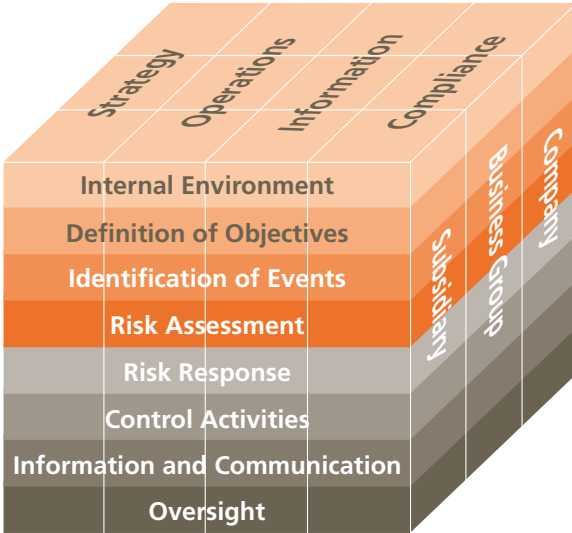 Strategy
Operations
Information
Compliance
Internal Environment
Definition of Objectives
Identification of Events
Risk Assessment
Risk Response
Control Activities
Information and Communication
Oversight
Subsidiary
Business Group
Company